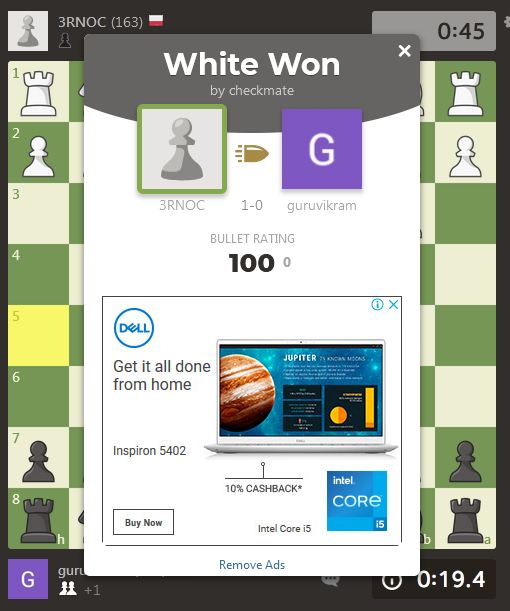 3RNOC (163)
0:45
White Won
by checkmate
G
3RNOC
1-0
guruvikram
BULLET RATING
100 0
1
2
3
4
5
6
7
8
h
a
DELL
Get it all done
from home
JUPITER
Inspiron 5402
10% CASHBACK*
Buy Now
Intel Core i5
intel.
CORE
i5
Remove Ads
G
+1
0:19.4